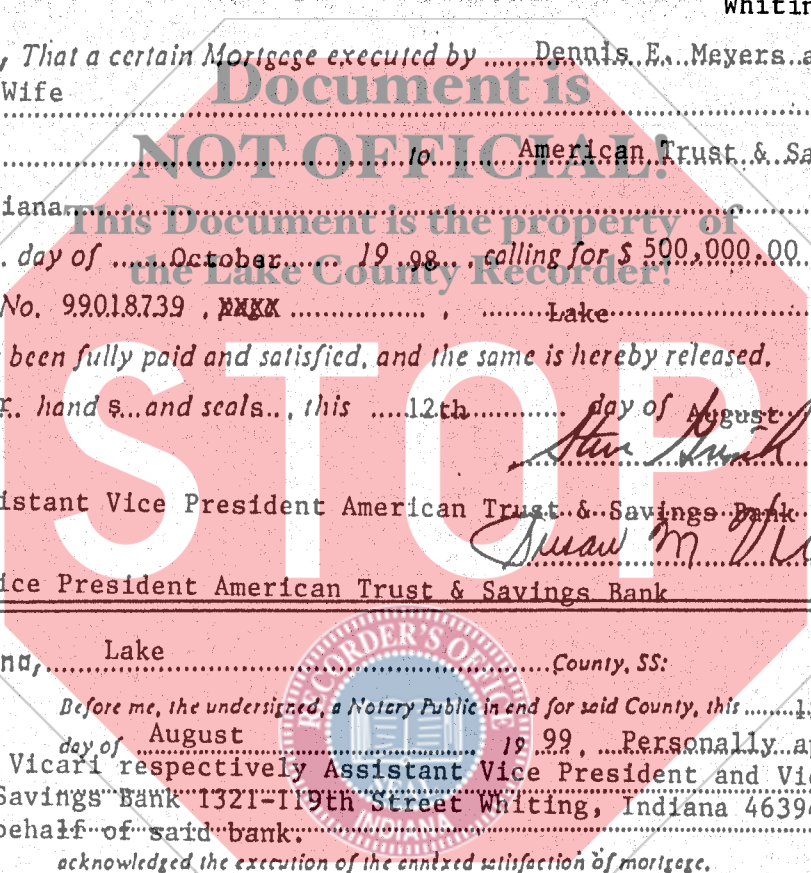 Whitin
, That a certain Mortgage executed by ...... Dennis E. Meyers a
Wife
Document is
NOT OFFICIAL!
to American Trust & Sa
iana
This Document is the property of
day of October 19 98, calling for $ 500,000.00
the Lake County Recorder!
No. 99018739 , , Lake
been fully paid and satisfied, and the same is hereby released.
r. hand s and seals, this 12th day of August
STOP
istant Vice President American Trust & Savings Bank
Susan M
ice President American Trust & Savings Bank
na, Lake County, SS:
RECORDER'S OFFICE
Before me, the undersigned, a Notary Public in and for said County, this
day of August 19 99, Personally a
Vicari respectively Assistant Vice President and Vi
SEAL
Savings Bank 1321-119th Street Whiting, Indiana 4639
INDIANA
behalf of said bank.
acknowledged the execution of the annexed satisfaction of mortgage.